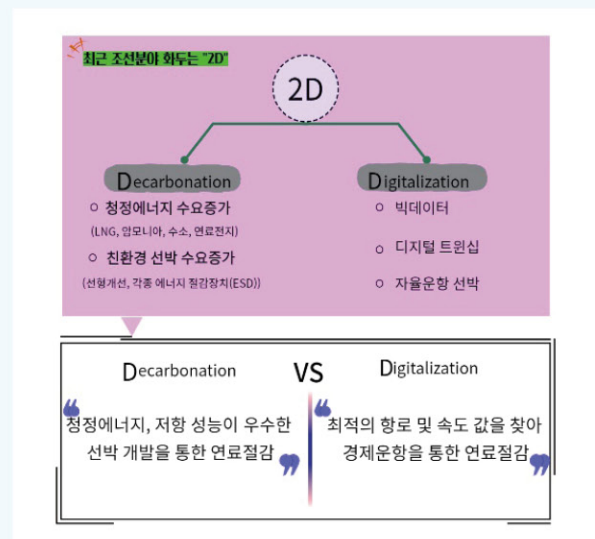 최근 조선분야 화두는 "2D"
2D
Decarbonation
○ 청정에너지 수요증가
(LNG, 암모니아, 수소, 연료전지)
○ 친환경 선박 수요증가
(선형개선, 각종 에너지 절감장치(ESD))
Digitalization
○ 빅데이터
○ 디지털 트윈십
○ 자율운항 선박
Decarbonation
VS
Digitalization
“청정에너지, 저항 성능이 우수한
선박 개발을 통한 연료절감”
“최적의 항로 및 속도 값을 찾아
경제운항을 통한 연료절감”